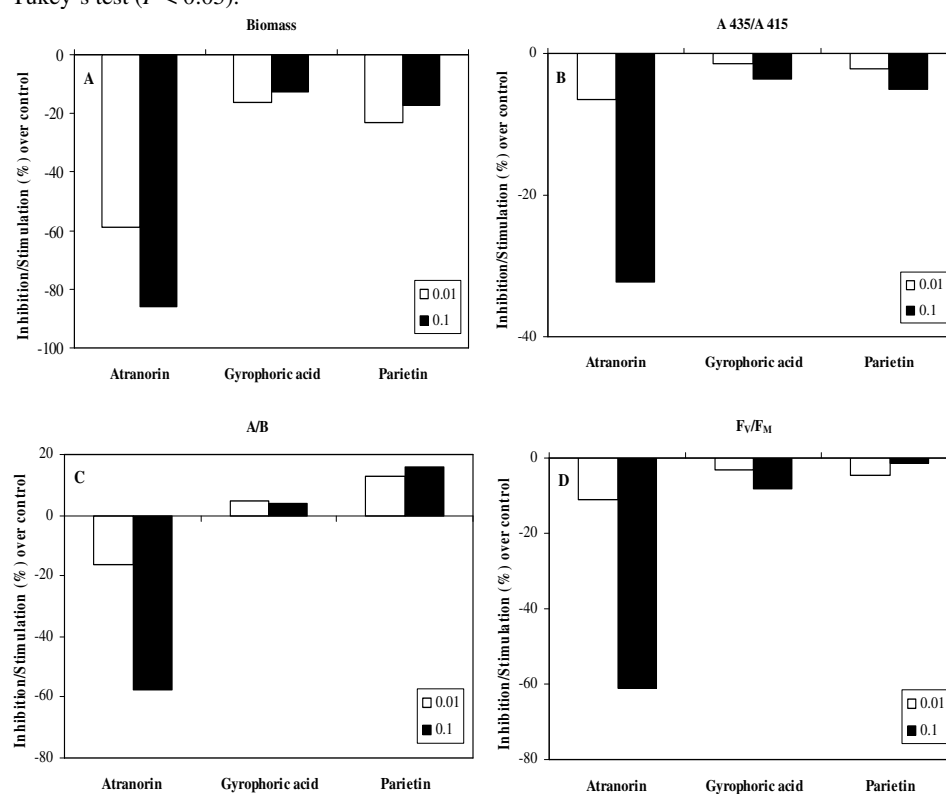 Tukey's test (P < 0.05).
Biomass
A
Inhibition/Stimulation (%) over control
0
-20
-40
-60
-80
-100
0.01
0.1
Atranorin Gyrophoric acid Parietin
A 435/A 415
B
Inhibition/Stimulation (%) over control
0
-20
-40
0.01
0.1
Atranorin Gyrophoric acid Parietin
A/B
C
Inhibition/Stimulation (%) over control
20
0
-20
-40
-60
-80
0.01
0.1
Atranorin Gyrophoric acid Parietin
FV/FM
D
Inhibition/Stimulation (%) over control
0
-20
-40
-60
-80
0.01
0.1
Atranorin Gyrophoric acid Parietin